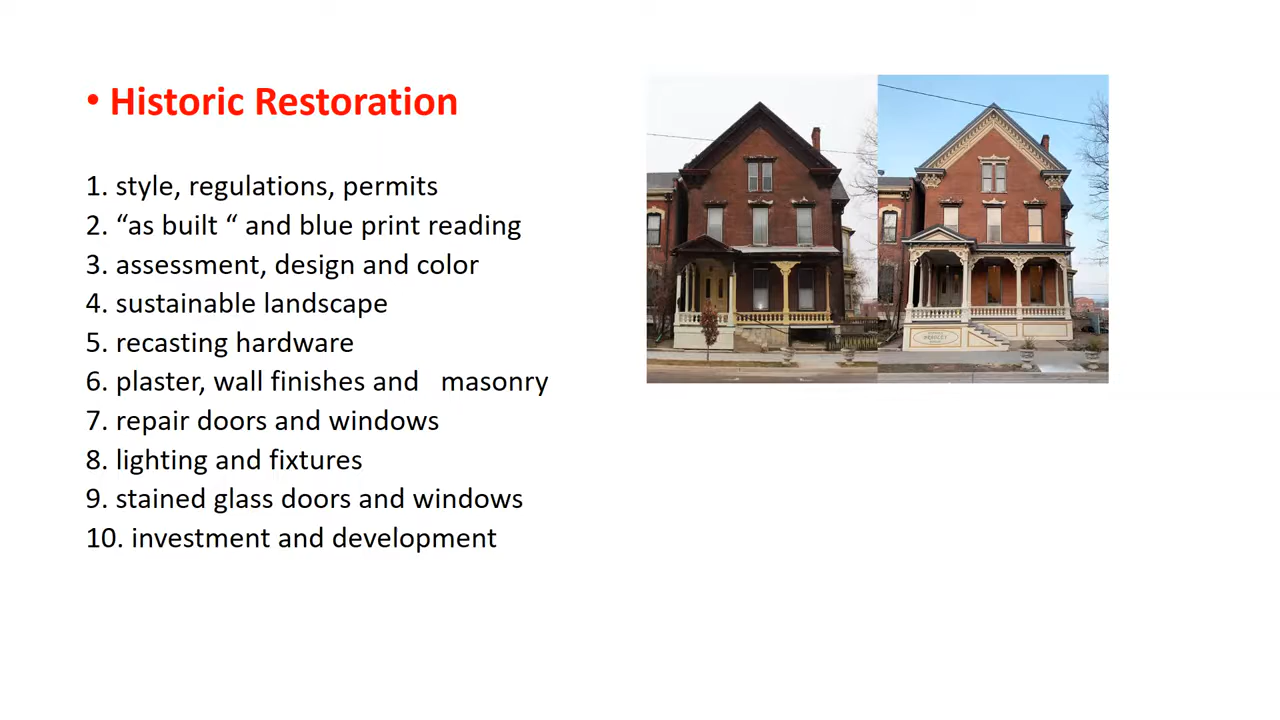 • Historic Restoration
1. style, regulations, permits
2. “as built “ and blue print reading
3. assessment, design and color
4. sustainable landscape
5. recasting hardware
6. plaster, wall finishes and   masonry
7. repair doors and windows
8. lighting and fixtures
9. stained glass doors and windows
10. investment and development